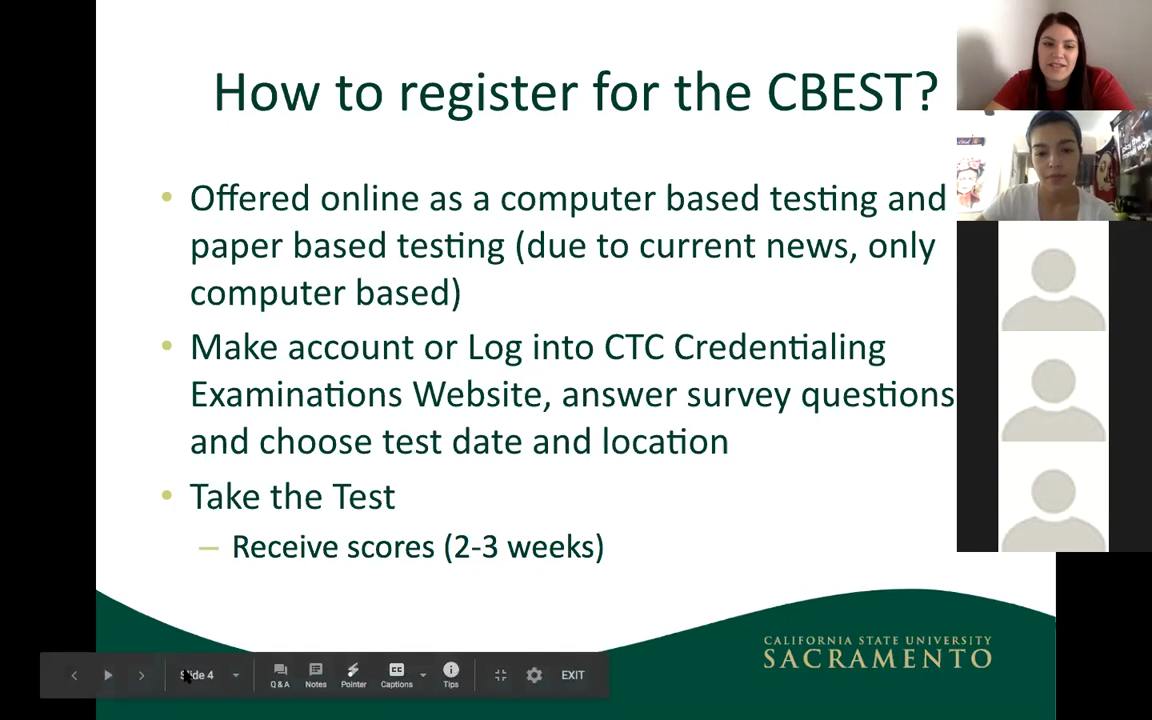 How to register for the CBEST?
• Offered online as a computer based testing and
paper based testing (due to current news, only
computer based)
• Make account or Log into CTC Credentialing
Examinations Website, answer survey questions
and choose test date and location
• Take the Test
– Receive scores (2-3 weeks)
CALIFORNIA STATE UNIVERSITY
SACRAMENTO
Slide 4
Q & A
Notes
Pointer
Captions
Tips
EXIT